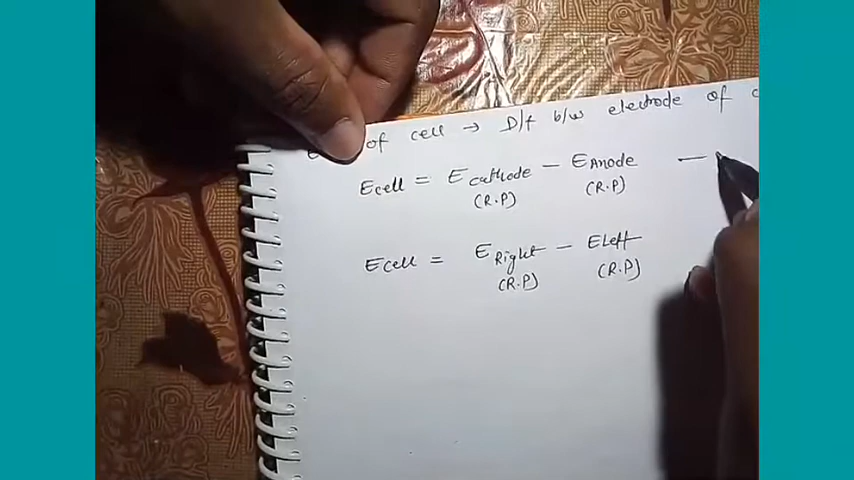 of cell → D/f b/w electrode of
Ecell = Ecathode – EAnode —
(R.P) (R.P)
Ecell = ERight – ELeft
(R.P) (R.P)